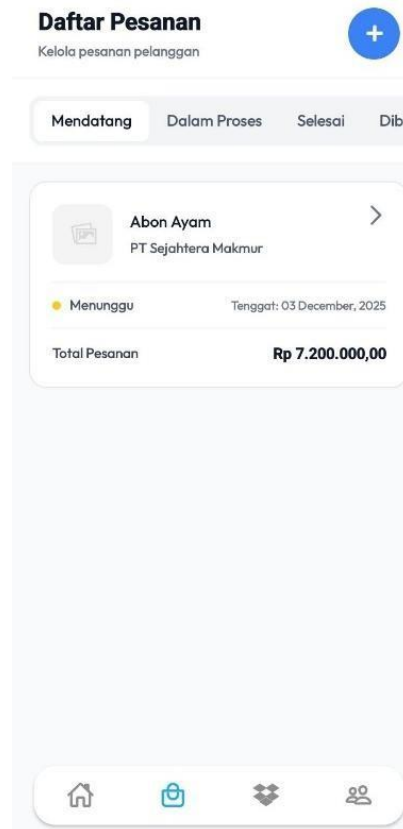 Daftar Pesanan
Kelola pesanan pelanggan
+
Mendatang Dalam Proses Selesai Dib
Abon Ayam
PT Sejahtera Makmur
Menunggu Tenggat: 03 December, 2025
Total Pesanan Rp 7.200.000,00